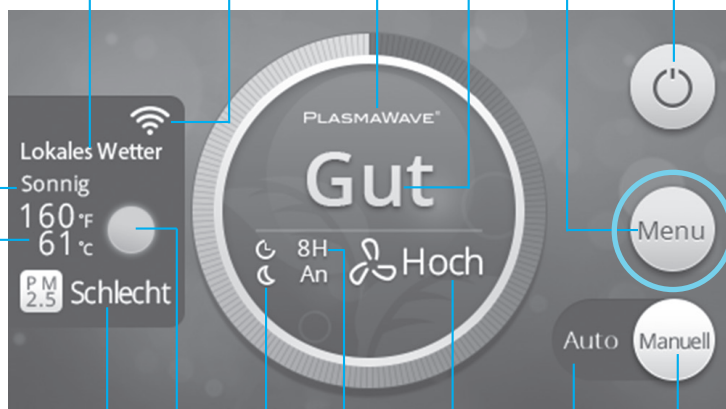 Lokales Wetter
Sonnig
160°F
61°C
PM
2.5
Schlecht
PLASMAWAVE®
Gut
8H
An
Hoch
Menu
Auto
Manuell